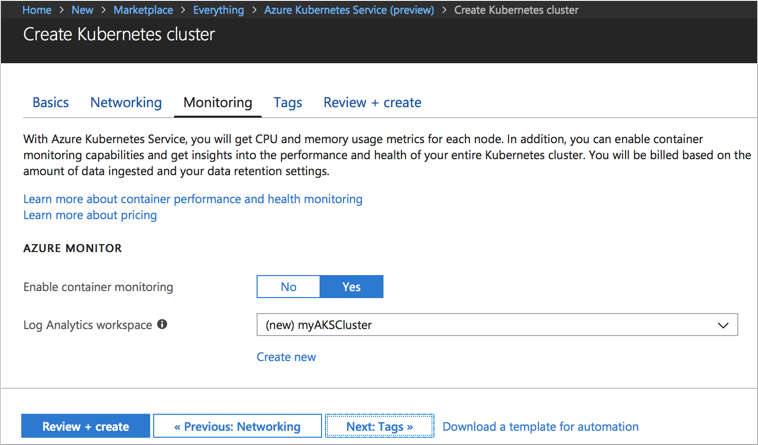 Home > New > Marketplace > Everything > Azure Kubernetes Service (preview) > Create Kubernetes cluster
Create Kubernetes cluster
Basics Networking Monitoring Tags Review + create
With Azure Kubernetes Service, you will get CPU and memory usage metrics for each node. In addition, you can enable container
monitoring capabilities and get insights into the performance and health of your entire Kubernetes cluster. You will be billed based on the
amount of data ingested and your data retention settings.
Learn more about container performance and health monitoring
Learn more about pricing
AZURE MONITOR
Enable container monitoring No Yes
Log Analytics workspace (new) myAKSCluster
Create new
Review + create « Previous: Networking Next: Tags » Download a template for automation